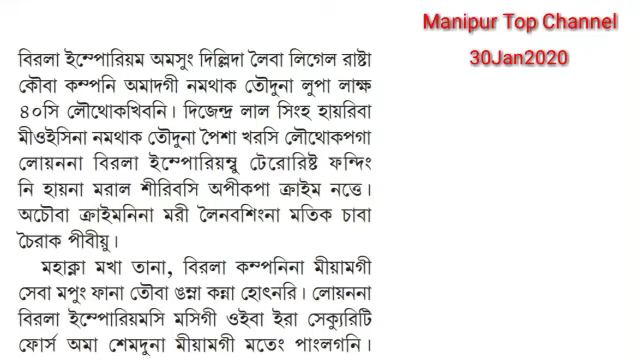 Manipur Top Channel
30Jan2020
বিরলা ইম্পোরিয়ম অমসুং দিল্লিদা লৈবা লিগেল রাষ্টা
কৌবা কম্পনি অমাদগী নমথাক তৌদুনা লুপা লাক্ষ
৪০সি লৌথোকখিবনি। দিজেন্দ্র লাল সিংহ হায়রিবা
মীওইসিনা নমথাক তৌদুনা পৈশা খরসি লৌথোকপগা
লোয়ননা বিরলা ইম্পোরিয়মবু টেরোরিষ্ট ফন্দিং
নি হায়না মরাল শীরিবসি অপীকপা ক্রাইম নত্তে।
অচৌবা ক্রাইমনিনা মরী লৈনবশিংনা মতিক চাবা
চৈরাক পীবীয়ু।
মহাক্না মখা তানা, বিরলা কম্পনিনা মীয়ামগী
সেবা মপুং ফানা তৌবা ঙম্না কন্না হোৎনরি। লোয়ননা
বিরলা ইম্পোরিয়মসি মসিগী ওইবা ইরা সেক্যুরিটি
ফোর্স অমা শেমদুনা মীয়ামগী মতেং পাংলগনি।